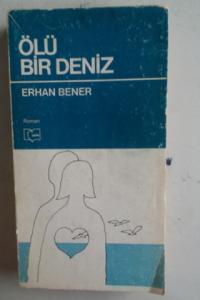 ÖLÜ
BİR DENİZ
ERHAN BENER
Roman